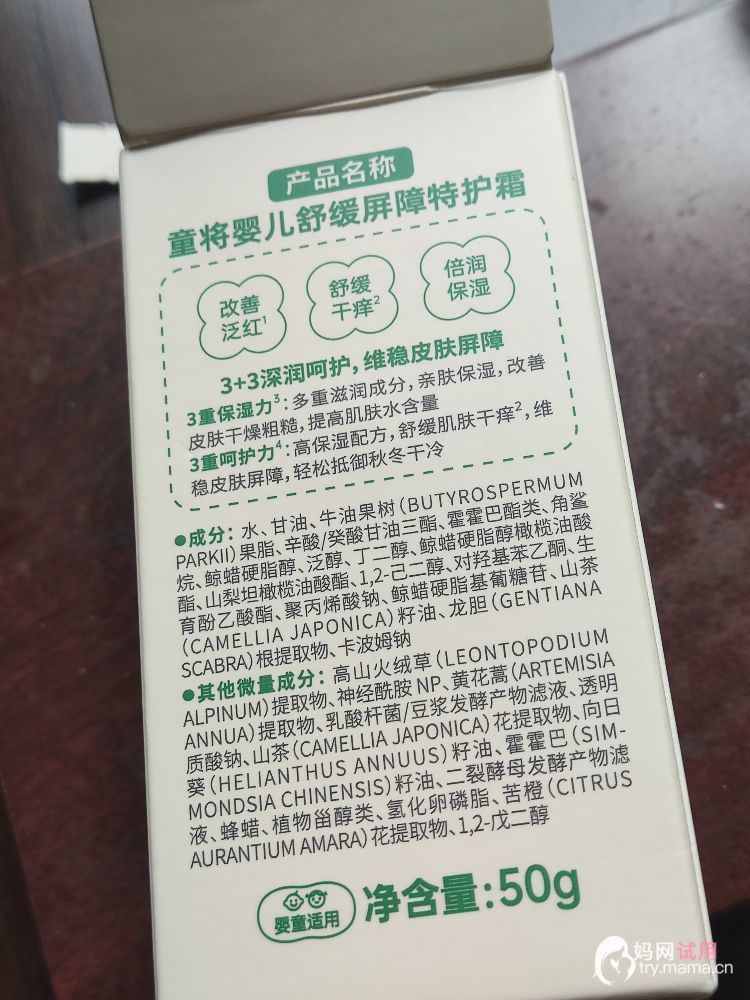 产品名称
童将婴儿舒缓屏障特护霜
改善
泛红¹
舒缓
干痒²
倍润
保湿
3+3深润呵护，维稳皮肤屏障
3重保湿力³：多重滋润成分，亲肤保湿，改善
皮肤干燥粗糙，提高肌肤水含量
3重呵护力⁴：高保湿配方，舒缓肌肤干痒²，维
稳皮肤屏障，轻松抵御秋冬干冷
●成分：水、甘油、牛油果树（BUTYROSPERMUM
PARKII）果脂、辛酸/癸酸甘油三酯、霍霍巴酯类、角鲨
烷、鲸蜡硬脂醇、泛醇、丁二醇、鲸蜡硬脂醇橄榄油酸
酯、山梨坦橄榄油酸酯、1,2-己二醇、对羟基苯乙酮、生
育酚乙酸酯、聚丙烯酸钠、鲸蜡硬脂基葡糖苷、山茶
（CAMELLIA JAPONICA）籽油、龙胆（GENTIANA
SCABRA）根提取物、卡波姆钠
●其他微量成分：高山火绒草（LEONTOPODIUM
ALPINUM）提取物、神经酰胺 NP、黄花蒿（ARTEMISIA
ANNUA）提取物、乳酸杆菌/豆浆发酵产物滤液、透明
质酸钠、山茶（CAMELLIA JAPONICA）花提取物、向日
葵（HELIANTHUS ANNUUS）籽油、霍霍巴（SIM-
MONDSIA CHINENSIS）籽油、二裂酵母发酵产物滤
液、蜂蜡、植物甾醇类、氢化卵磷脂、苦橙（CITRUS
AURANTIUM AMARA）花提取物、1,2-戊二醇
婴童适用
净含量：50g
妈网试用
try.mama.cn